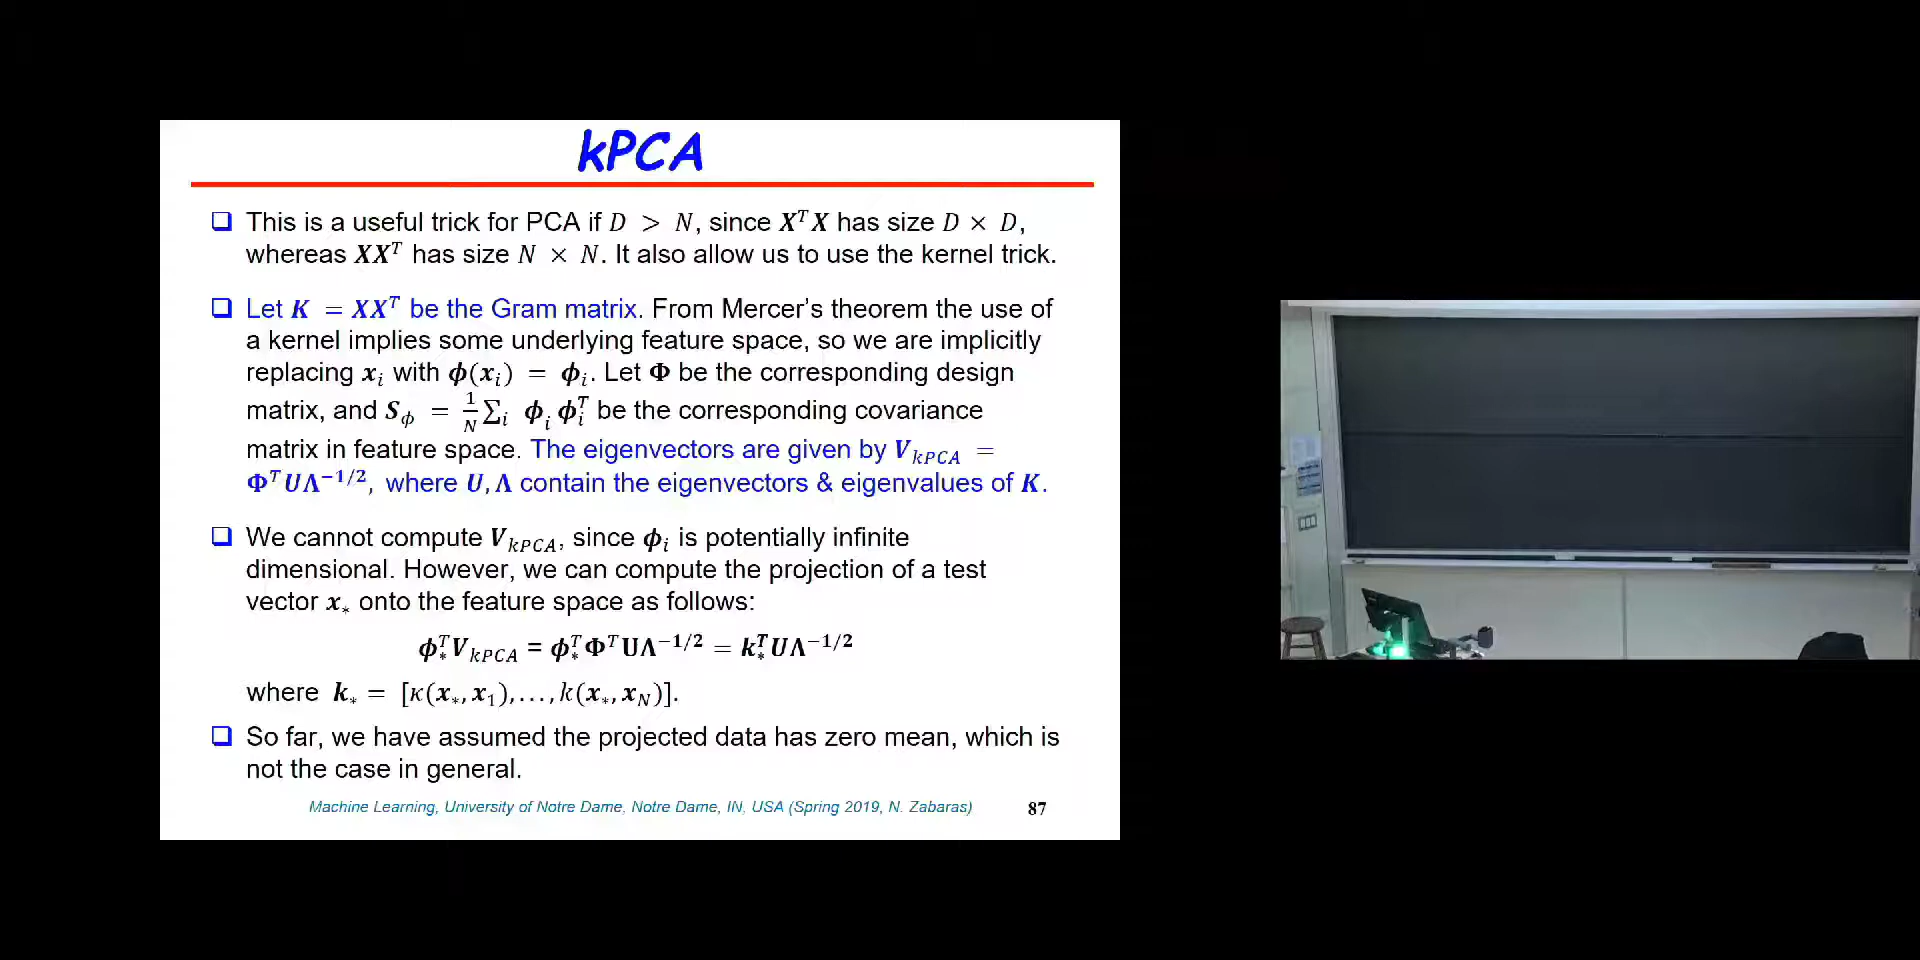 kPCA
❑ This is a useful trick for PCA if D > N, since XᵀX has size D × D,
whereas XXᵀ has size N × N. It also allow us to use the kernel trick.
❑ Let K = XXᵀ be the Gram matrix. From Mercer's theorem the use of
a kernel implies some underlying feature space, so we are implicitly
replacing xᵢ with ϕ(xᵢ) = ϕᵢ. Let Φ be the corresponding design
matrix, and S_ϕ = 1/N ∑ᵢ ϕᵢ ϕᵢᵀ be the corresponding covariance
matrix in feature space. The eigenvectors are given by V_kPCA =
ΦᵀUΛ^−1/2, where U, Λ contain the eigenvectors & eigenvalues of K.
❑ We cannot compute V_kPCA, since ϕᵢ is potentially infinite
dimensional. However, we can compute the projection of a test
vector x_* onto the feature space as follows:
ϕ_*ᵀV_kPCA = ϕ_*ᵀΦᵀUΛ^−1/2 = k_*ᵀUΛ^−1/2
where k_* = [κ(x_*, x₁), . . . , k(x_*, x_N)].
❑ So far, we have assumed the projected data has zero mean, which is
not the case in general.
Machine Learning, University of Notre Dame, Notre Dame, IN, USA (Spring 2019, N. Zabaras) 87